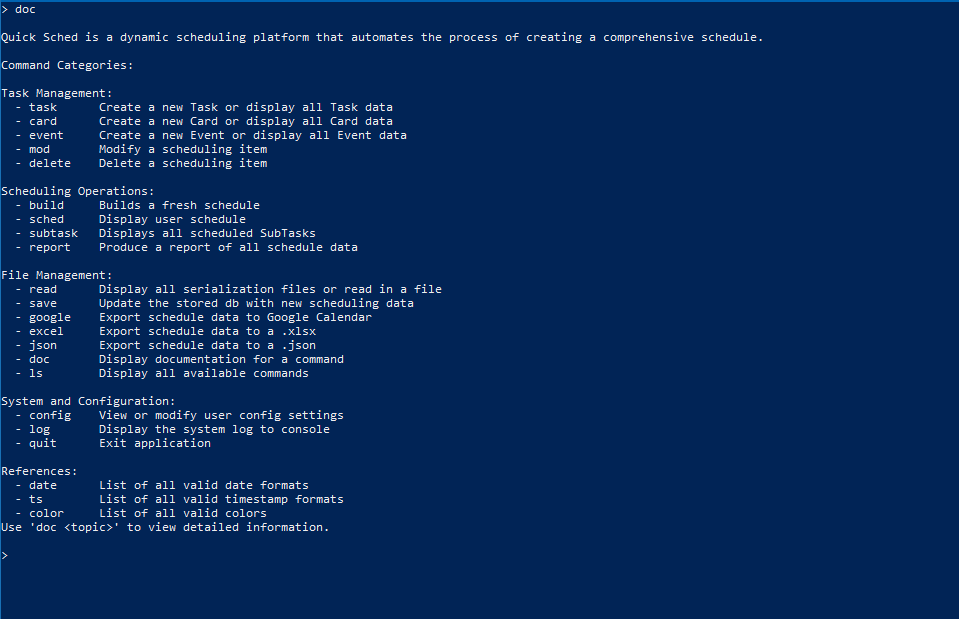 > doc
Quick Sched is a dynamic scheduling platform that automates the process of creating a comprehensive schedule.
Command Categories:
Task Management:
- task Create a new Task or display all Task data
- card Create a new Card or display all Card data
- event Create a new Event or display all Event data
- mod Modify a scheduling item
- delete Delete a scheduling item
Scheduling Operations:
- build Builds a fresh schedule
- sched Display user schedule
- subtask Displays all scheduled SubTasks
- report Produce a report of all schedule data
File Management:
- read Display all serialization files or read in a file
- save Update the stored db with new scheduling data
- google Export schedule data to Google Calendar
- excel Export schedule data to a .xlsx
- json Export schedule data to a .json
- doc Display documentation for a command
- ls Display all available commands
System and Configuration:
- config View or modify user config settings
- log Display the system log to console
- quit Exit application
References:
- date List of all valid date formats
- ts List of all valid timestamp formats
- color List of all valid colors
Use 'doc <topic>' to view detailed information.
>